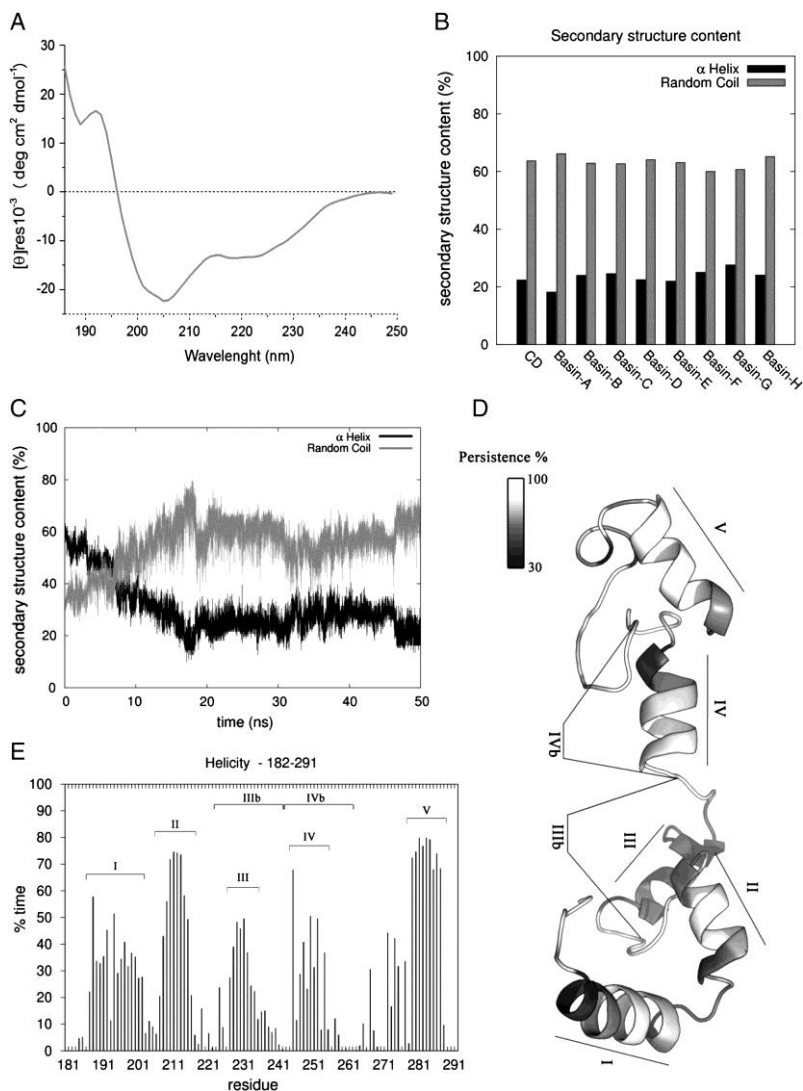 A
[θ]res10⁻³ ( deg cm² dmol⁻¹)
30
20
10
0
-10
-20
190 200 210 220 230 240 250
Wavelenght (nm)
B
Secondary structure content
secondary structure content (%)
100
80
60
40
20
0
α Helix
Random Coil
CD
Basin-A
Basin-B
Basin-C
Basin-D
Basin-E
Basin-F
Basin-G
Basin-H
C
secondary structure content (%)
100
80
60
40
20
0
α Helix
Random Coil
0 10 20 30 40 50
time (ns)
D
Persistence %
100
30
V
IV
IVb
III
IIIb
II
I
E
Helicity - 182-291
% time
100
90
80
70
60
50
40
30
20
10
0
I
II
III
IIIb
IV
IVb
V
181 191 201 211 221 231 241 251 261 271 281 291
residue